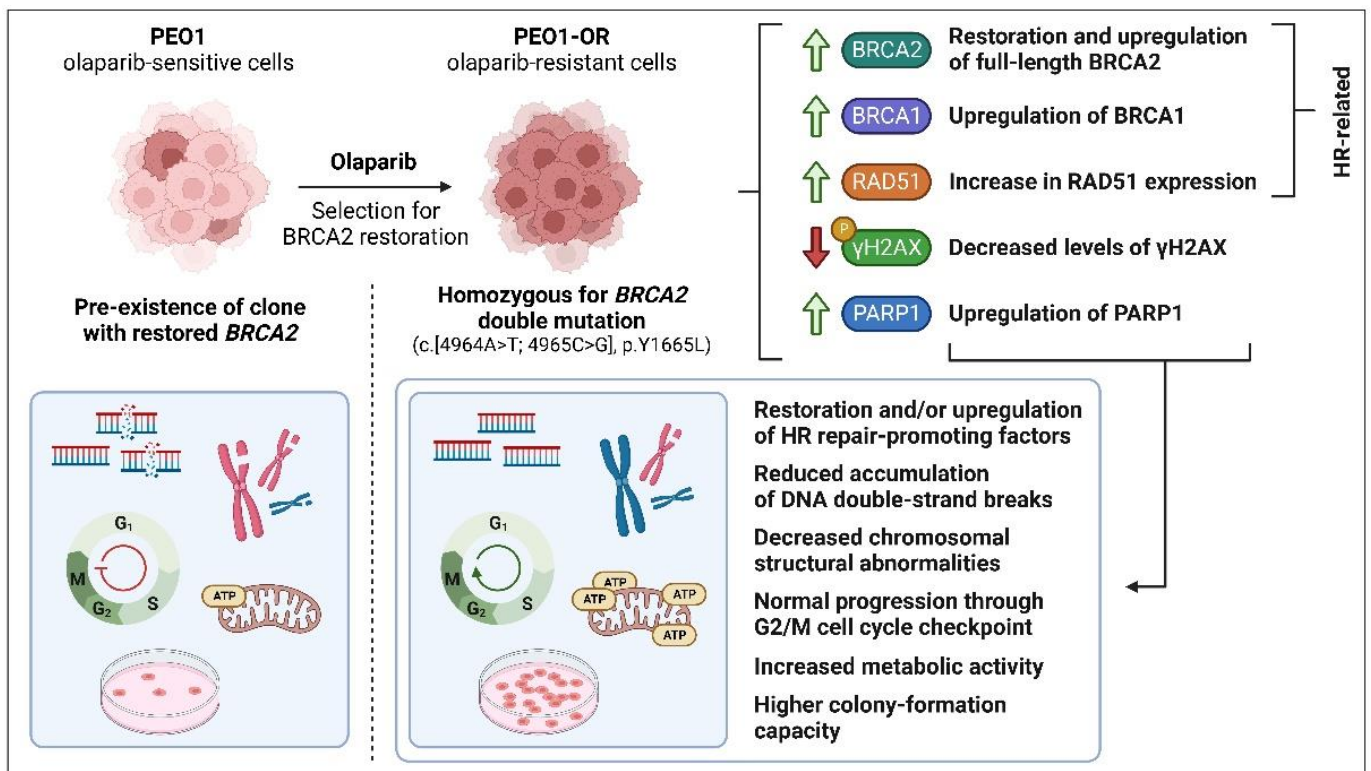 PEO1
olaparib-sensitive cells
PEO1-OR
olaparib-resistant cells
Olaparib
Selection for
BRCA2 restoration
Pre-existence of clone
with restored BRCA2
Homozygous for BRCA2
double mutation
(c.[4964A>T; 4965C>G], p.Y1665L)
BRCA2
Restoration and upregulation
of full-length BRCA2
BRCA1
Upregulation of BRCA1
RAD51
Increase in RAD51 expression
P
γH2AX
Decreased levels of γH2AX
PARP1
Upregulation of PARP1
HR-related
G1
S
G2
M
ATP
G1
S
G2
M
ATP
ATP
ATP
ATP
Restoration and/or upregulation
of HR repair-promoting factors
Reduced accumulation
of DNA double-strand breaks
Decreased chromosomal
structural abnormalities
Normal progression through
G2/M cell cycle checkpoint
Increased metabolic activity
Higher colony-formation
capacity